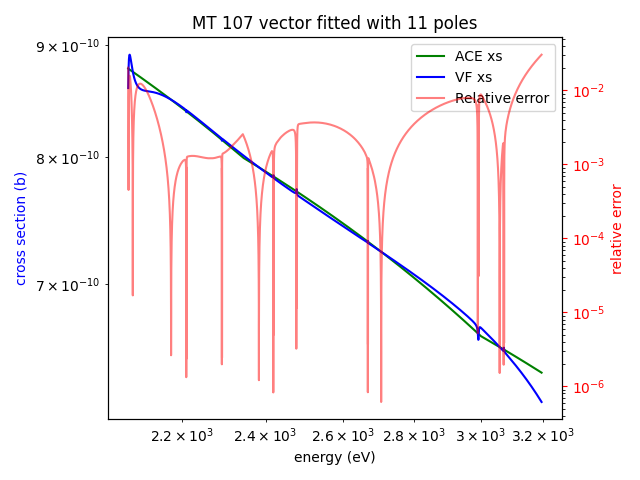 MT 107 vector fitted with 11 poles
9 × 10⁻¹⁰
8 × 10⁻¹⁰
7 × 10⁻¹⁰
cross section (b)
ACE xs
VF xs
Relative error
10⁻²
10⁻³
10⁻⁴
10⁻⁵
10⁻⁶
relative error
2.2 × 10³ 2.4 × 10³ 2.6 × 10³ 2.8 × 10³ 3 × 10³ 3.2 × 10³
energy (eV)